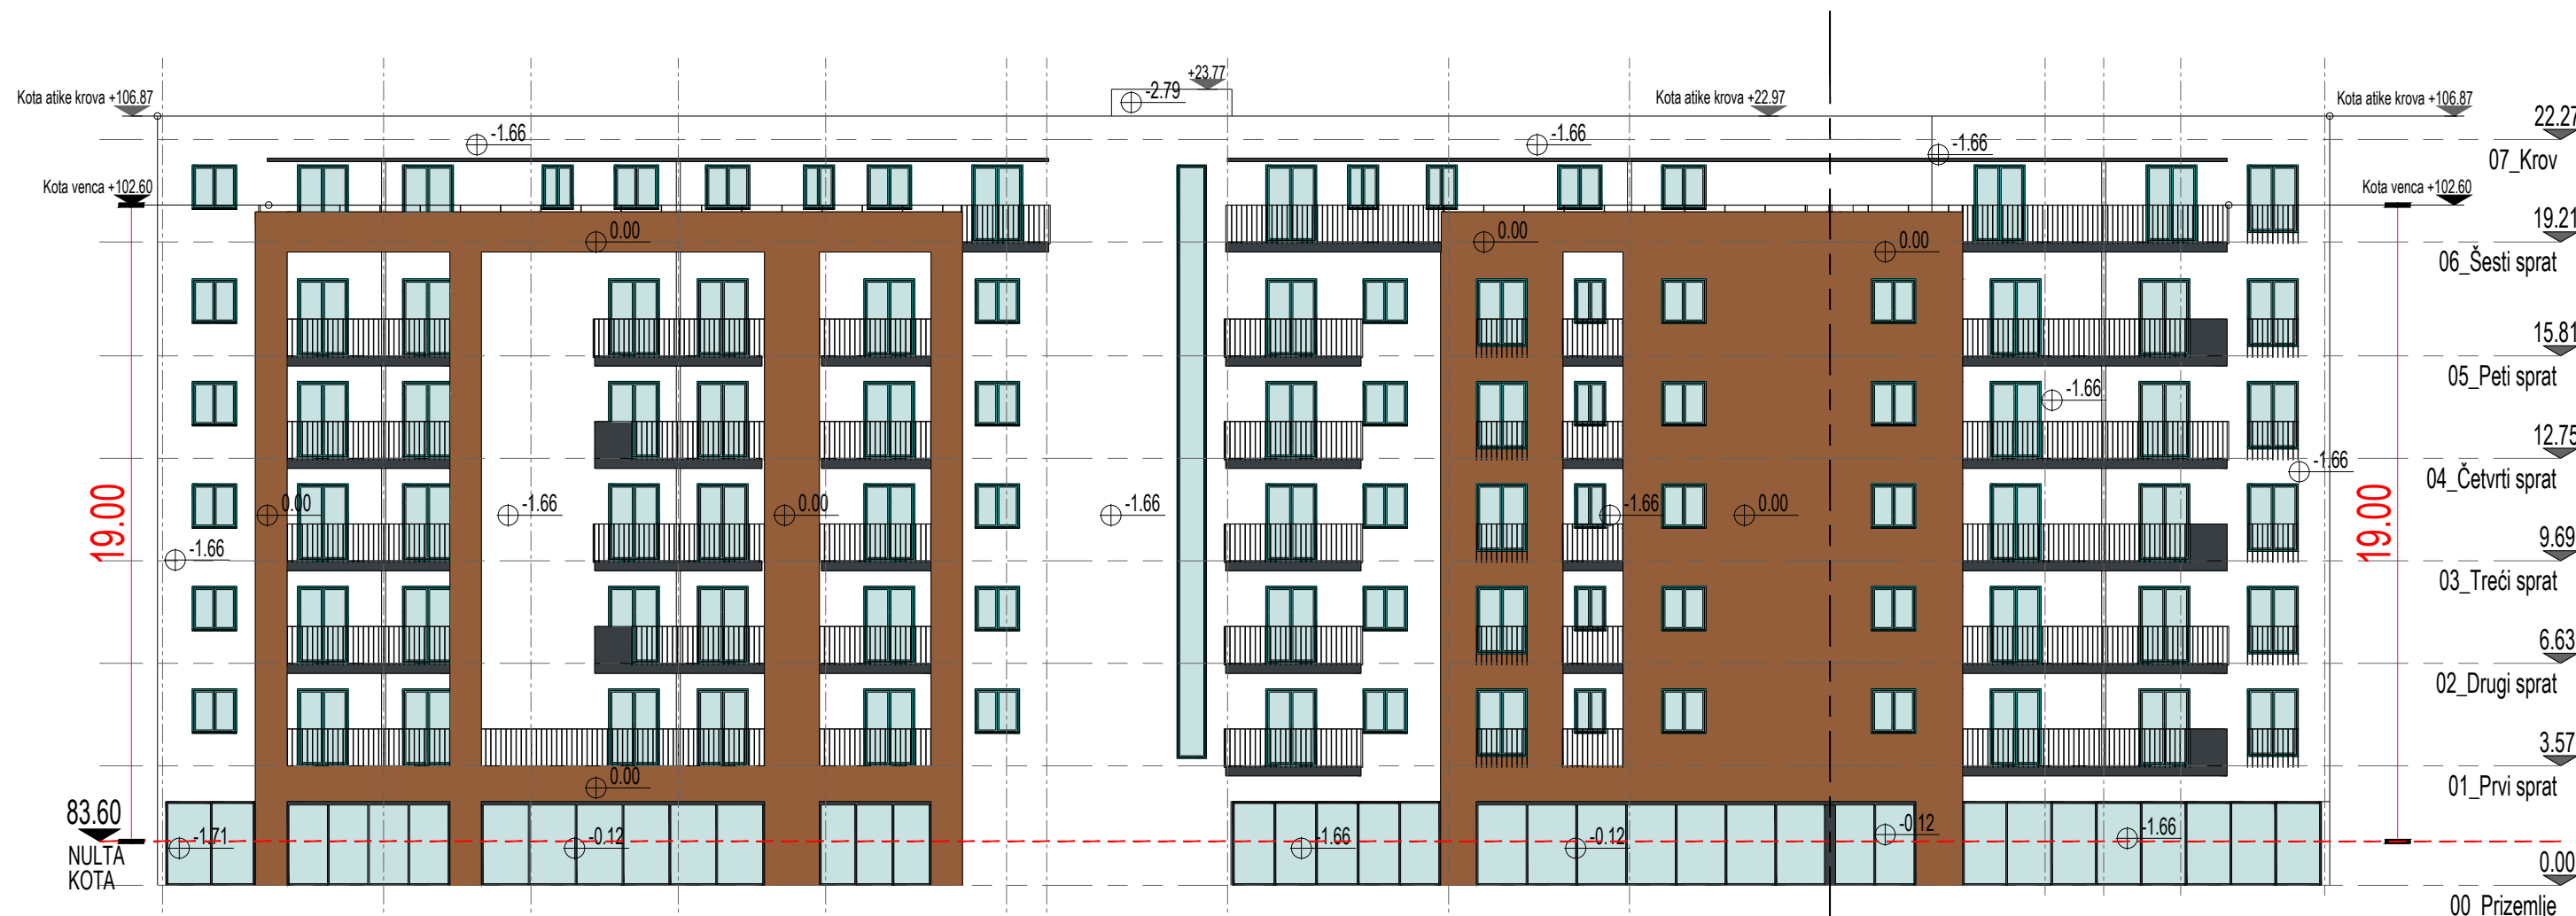 +23.77
-2.79
Kota atike krova +106.87
Kota atike krova +22.97
Kota atike krova +106.87
22.27
07_Krov
-1.66
-1.66
-1.66
Kota venca +102.60
Kota venca +102.60
19.21
06_Šesti sprat
0.00
0.00
0.00
15.81
05_Peti sprat
-1.66
12.75
04_Četvrti sprat
-1.66
19.00
0.00
-1.66
0.00
-1.66
-1.66
0.00
19.00
9.69
03_Treći sprat
-1.66
6.63
02_Drugi sprat
3.57
01_Prvi sprat
0.00
83.60
NULTA
KOTA
-1.71
-0.12
-1.66
-0.12
-0.12
-1.66
0.00
00_Prizemlje